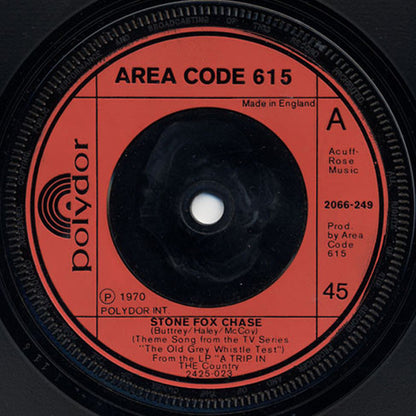 AREA CODE 615
Made in England
A
Acuff-
Rose
Music
2066-249
Prod.
by Area
Code
615
45
polydor
Ⓟ 1970
POLYDOR INT.
STONE FOX CHASE
(Buttrey/Haley/McCoy)
(Theme Song from the TV Series
"The Old Grey Whistle Test")
From the LP "A TRIP IN
THE Country"
2425-023